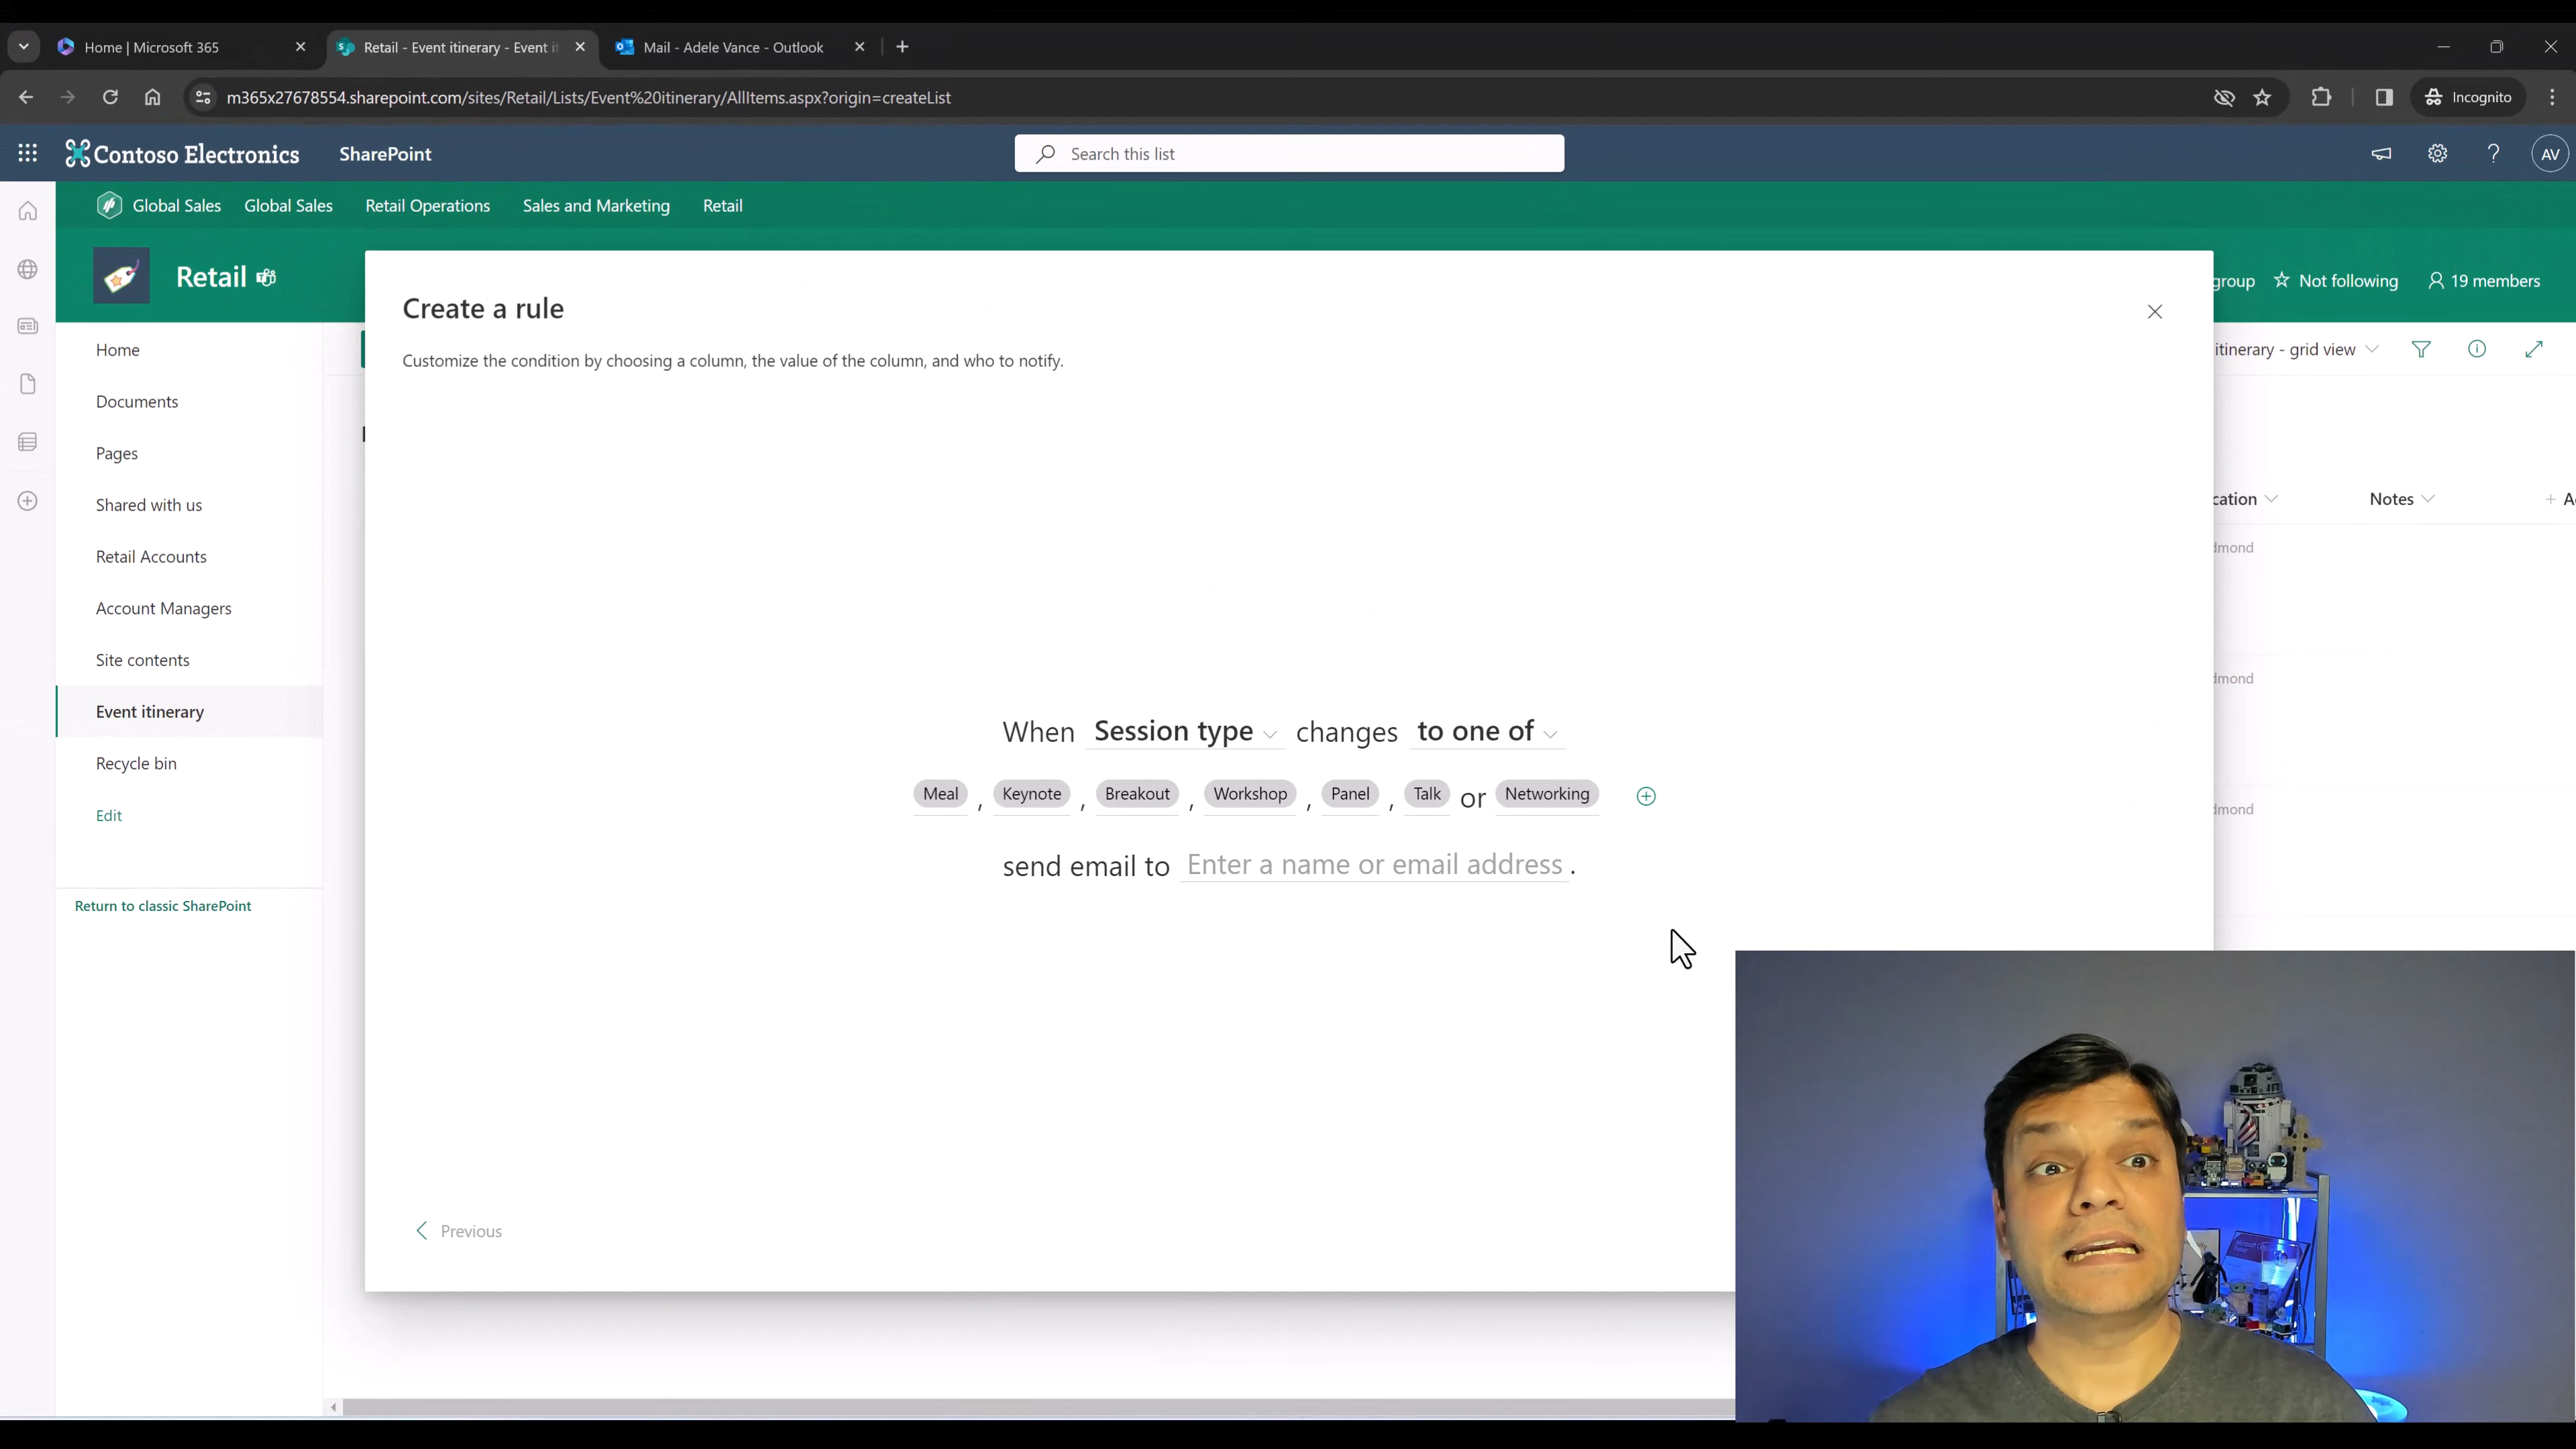 Home | Microsoft 365
Retail - Event itinerary - Event i
Mail - Adele Vance - Outlook
m365x27678554.sharepoint.com/sites/Retail/Lists/Event%20itinerary/AllItems.aspx?origin=createList
Incognito
Contoso Electronics
SharePoint
Search this list
AV
Global Sales
Global Sales
Retail Operations
Sales and Marketing
Retail
Retail
group
Not following
19 members
Create a rule
Customize the condition by choosing a column, the value of the column, and who to notify.
itinerary - grid view
Home
Documents
Pages
Shared with us
Retail Accounts
Account Managers
Site contents
Event itinerary
Recycle bin
Edit
Return to classic SharePoint
cation
Notes
+ A
dmond
dmond
dmond
When Session type changes to one of
Meal , Keynote , Breakout , Workshop , Panel , Talk or Networking
send email to Enter a name or email address .
Previous